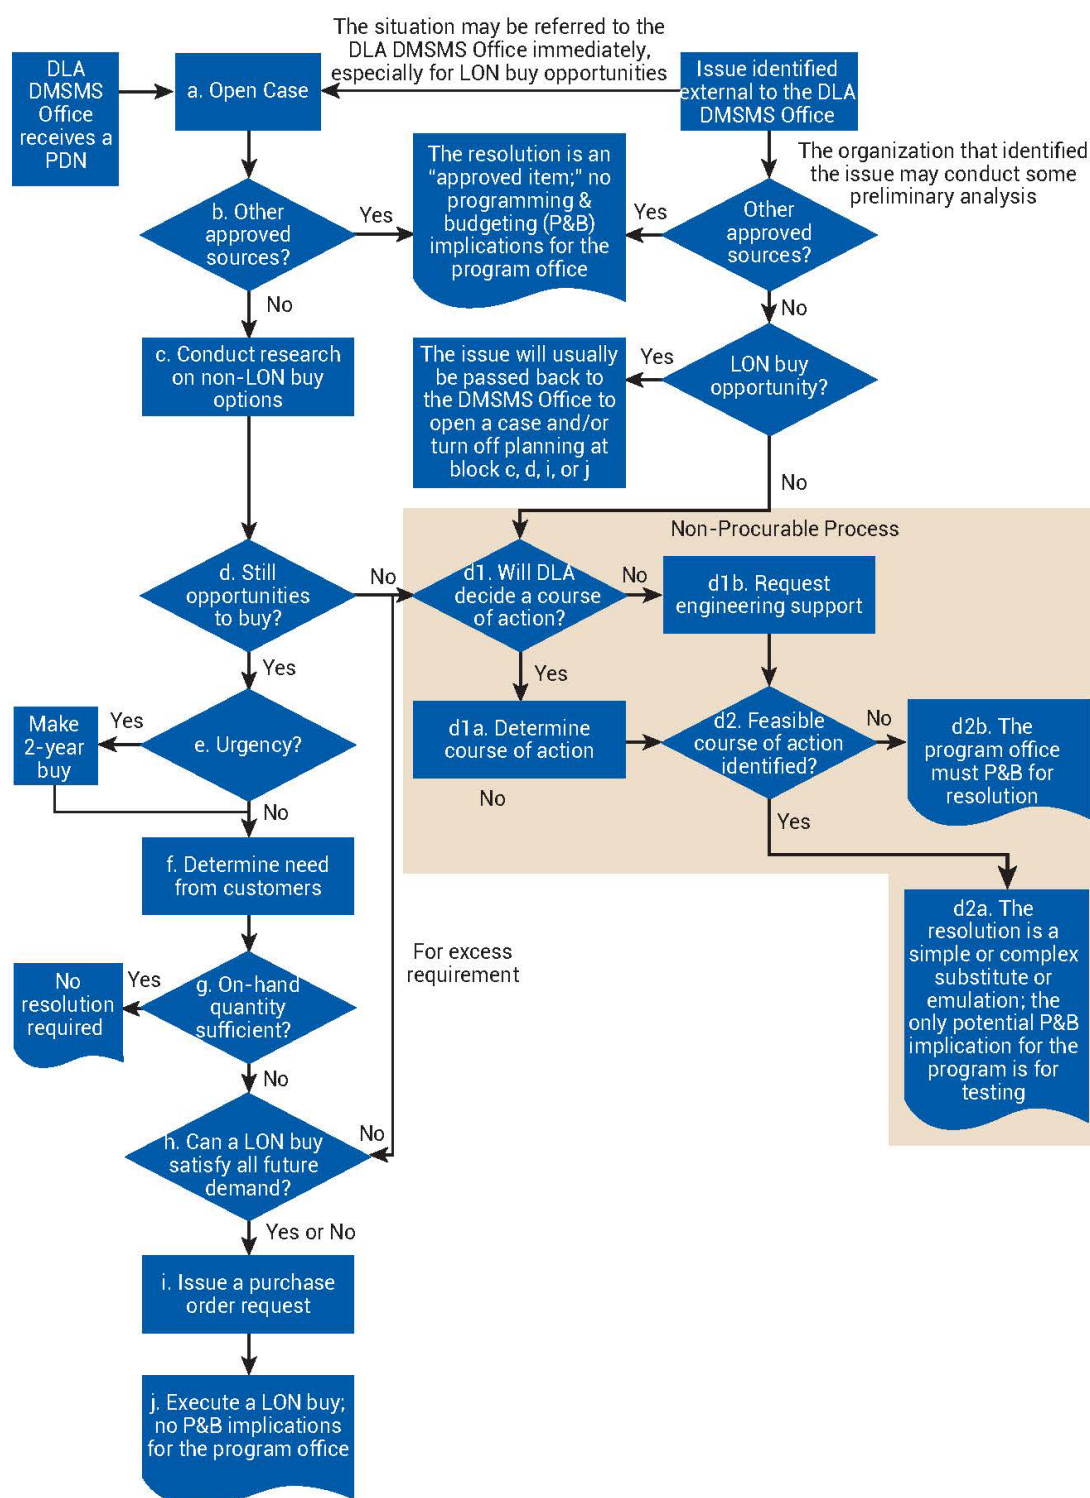 The situation may be referred to the
DLA DMSMS Office immediately,
especially for LON buy opportunities
DLA
DMSMS
Office
receives a
PDN
a. Open Case
Issue identified
external to the DLA
DMSMS Office
The organization that identified
the issue may conduct some
preliminary analysis
b. Other
approved
sources?
Yes
The resolution is an
“approved item;” no
programming &
budgeting (P&B)
implications for the
program office
Yes
Other
approved
sources?
No
No
c. Conduct research
on non-LON buy
options
The issue will usually
be passed back to
the DMSMS Office to
open a case and/or
turn off planning at
block c, d, i, or j
Yes
LON buy
opportunity?
No
Non-Procurable Process
d. Still
opportunities
to buy?
No
d1. Will DLA
decide a course
of action?
No
d1b. Request
engineering support
Yes
Yes
Make
2-year
buy
Yes
e. Urgency?
d1a. Determine
course of action
d2. Feasible
course of action
identified?
No
d2b. The
program office
must P&B for
resolution
No
No
Yes
f. Determine need
from customers
d2a. The
resolution is a
simple or complex
substitute or
emulation; the
only potential P&B
implication for the
program is for
testing
For excess
requirement
No
resolution
required
Yes
g. On-hand
quantity
sufficient?
No
h. Can a LON buy
satisfy all future
demand?
No
Yes or No
i. Issue a purchase
order request
j. Execute a LON buy;
no P&B implications
for the program office